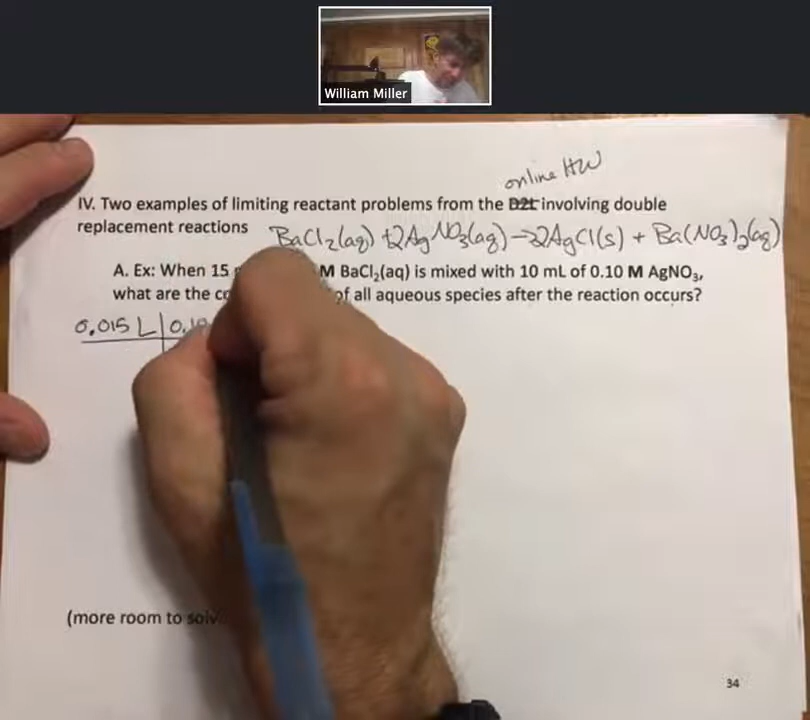 William Miller
online HW
IV. Two examples of limiting reactant problems from the D2L involving double
replacement reactions BaCl₂(aq) + 2AgNO₃(aq) → 2AgCl(s) + Ba(NO₃)₂(aq)
A. Ex: When 15 M BaCl₂(aq) is mixed with 10 mL of 0.10 M AgNO₃,
what are the of all aqueous species after the reaction occurs?
0.015 L | 0.10
(more room to
34